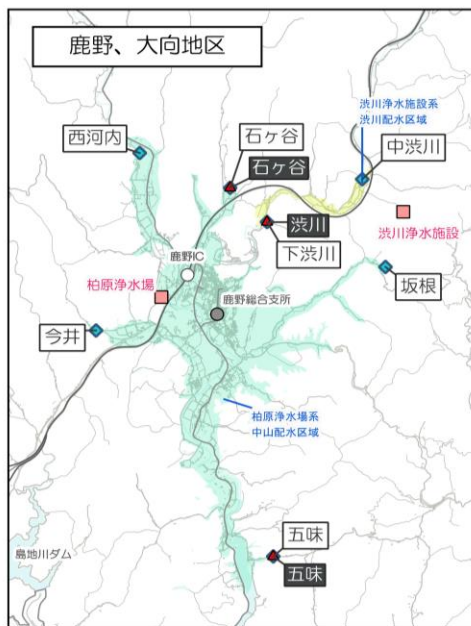 鹿野、大向地区
渋川浄水施設系
渋川配水区域
西河内
石ヶ谷
石ヶ谷
中渋川
渋川
下渋川
渋川浄水施設
鹿野IC
柏原浄水場
坂根
鹿野総合支所
今井
柏原浄水場系
中山配水区域
島地川ダム
五味
五味